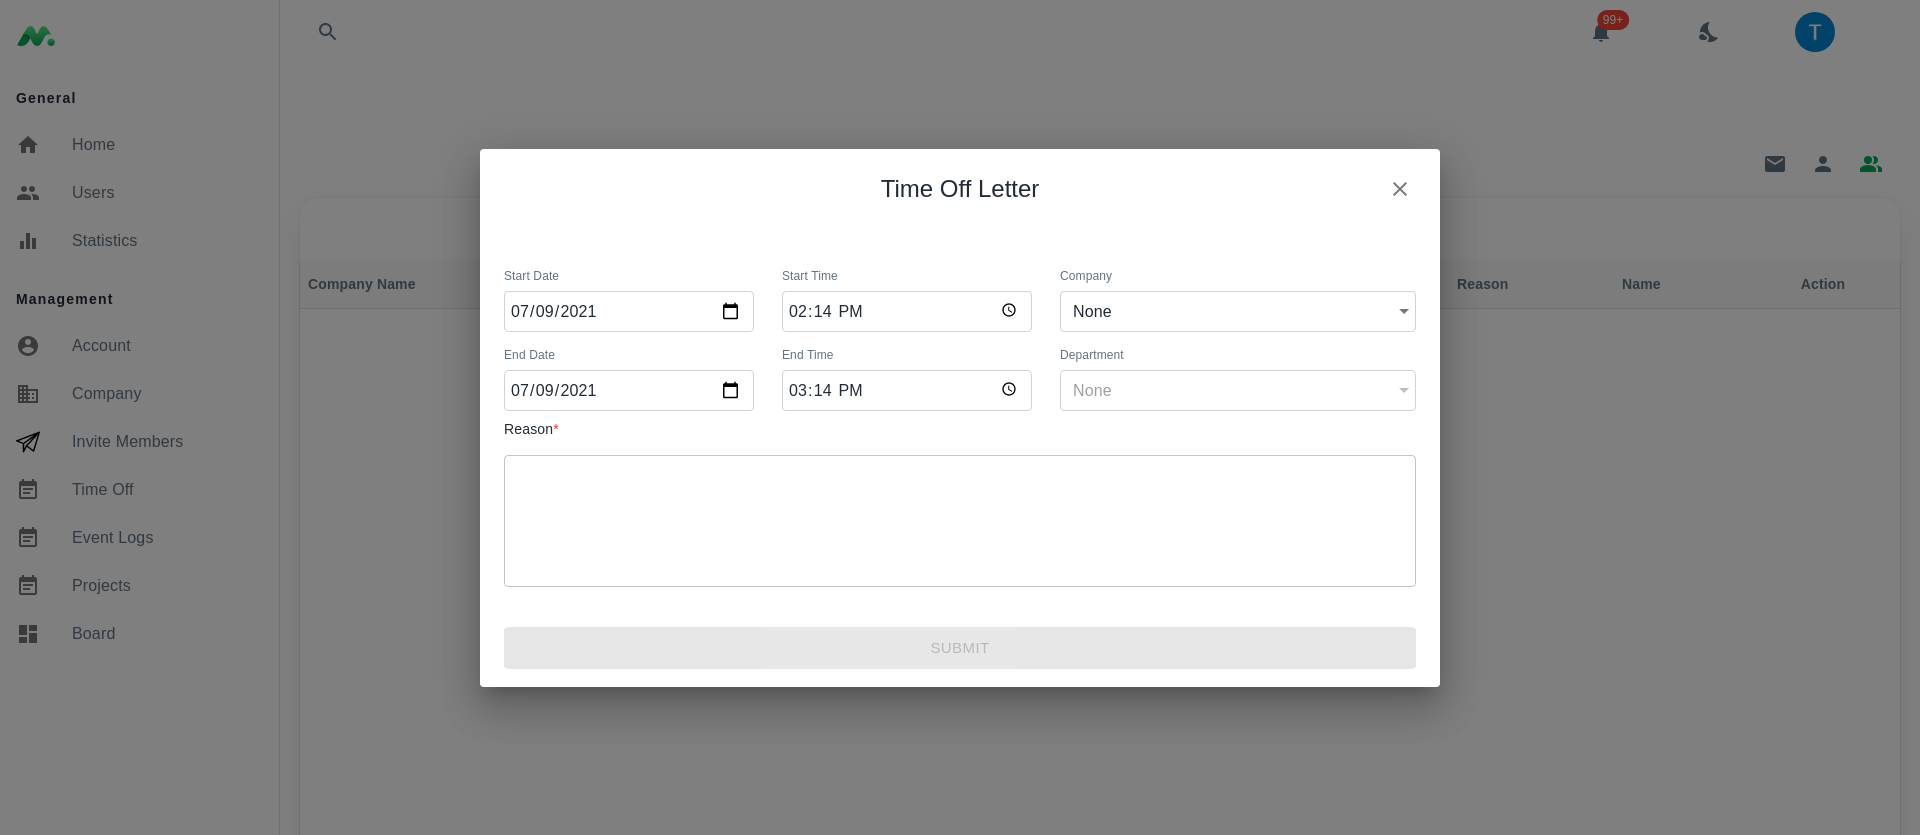 General
Home
Users
Statistics
Management
Account
Company
Invite Members
Time Off
Event Logs
Projects
Board
99+
T
Company Name
Reason
Name
Action
Time Off Letter
Start Date
Start Time
Company
07/09/2021
02:14 PM
None
End Date
End Time
Department
07/09/2021
03:14 PM
None
Reason*
SUBMIT